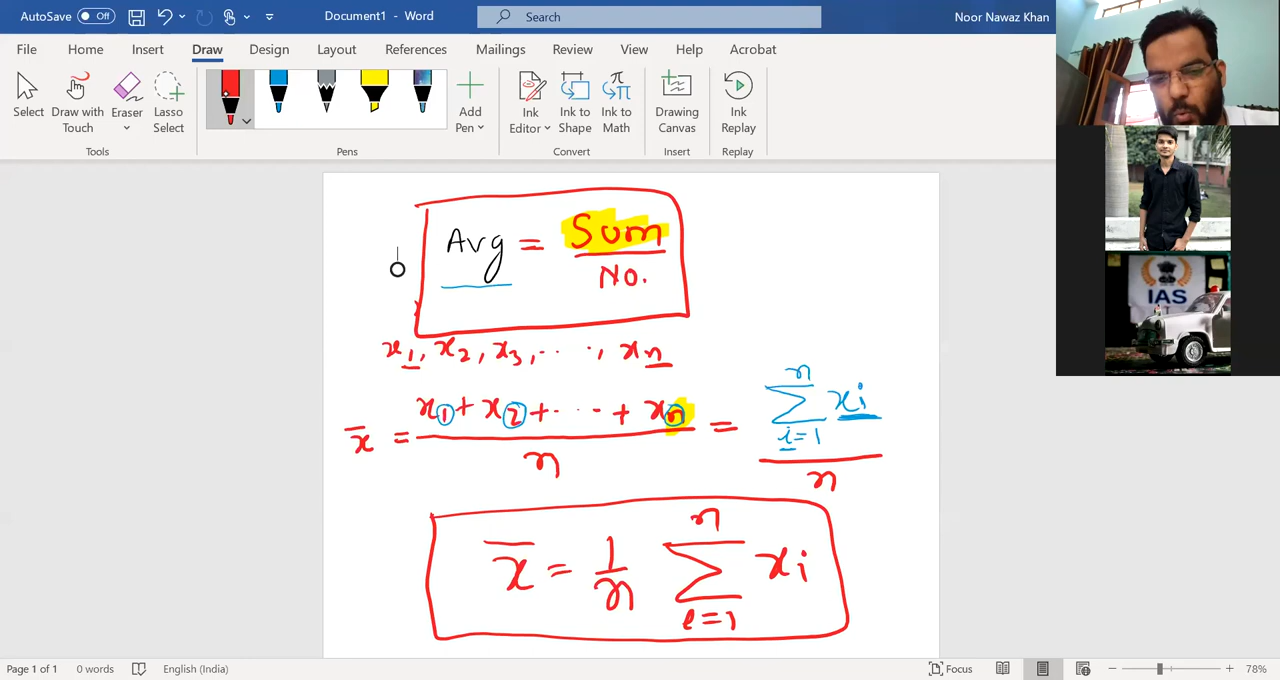 AutoSave Off Document1 - Word Search Noor Nawaz Khan
File Home Insert Draw Design Layout References Mailings Review View Help Acrobat
Select Draw with Touch Eraser Lasso Select Add Pen Ink Editor Ink to Shape Ink to Math Drawing Canvas Ink Replay
Tools Pens Convert Insert Replay
Avg = Sum / No.
x1, x2, x3, ..., xn
x̄ = (x1 + x2 + ... + xn) / n = (∑ i=1 n xi) / n
x̄ = 1/n ∑ i=1 n xi
IAS
Page 1 of 1 0 words English (India) Focus 78%